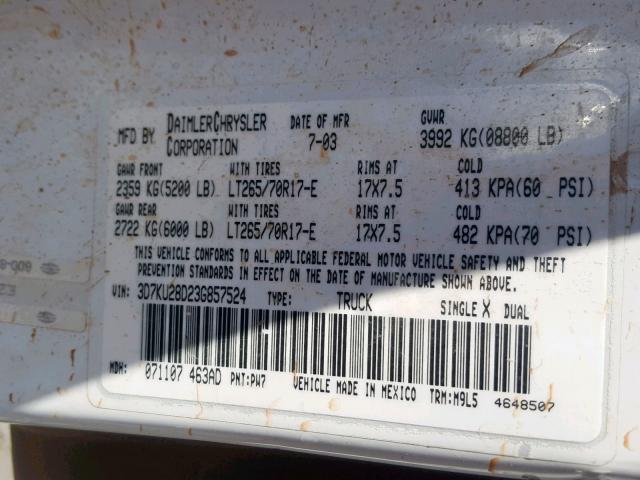 MFD BY DAIMLERCHRYSLER CORPORATION DATE OF MFR 7-03 GVWR 3992 KG(08800 LB)
GAWR FRONT WITH TIRES RIMS AT COLD
2359 KG(5200 LB) LT265/70R17-E 17X7.5 413 KPA(60 PSI)
GAWR REAR WITH TIRES RIMS AT COLD
2722 KG(6000 LB) LT265/70R17-E 17X7.5 482 KPA(70 PSI)
THIS VEHICLE CONFORMS TO ALL APPLICABLE FEDERAL MOTOR VEHICLE SAFETY AND THEFT
PREVENTION STANDARDS IN EFFECT ON THE DATE OF MANUFACTURE SHOWN ABOVE.
VIN: 3D7KU28D23G857524 TYPE: TRUCK SINGLE X DUAL
MDH: 071107 463AD PNT:PW7 VEHICLE MADE IN MEXICO TRM:M9L5 4648507